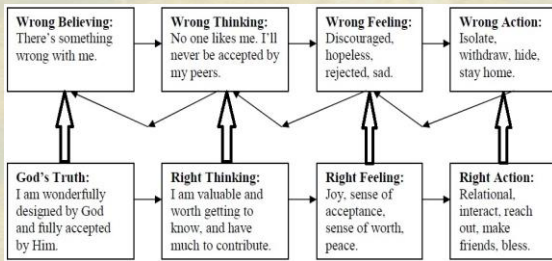 Wrong Believing:
There's something
wrong with me.
Wrong Thinking:
No one likes me. I'll
never be accepted by
my peers.
Wrong Feeling:
Discouraged,
hopeless,
rejected, sad.
Wrong Action:
Isolate,
withdraw, hide,
stay home.
God's Truth:
I am wonderfully
designed by God
and fully accepted
by Him.
Right Thinking:
I am valuable and
worth getting to
know, and have
much to contribute.
Right Feeling:
Joy, sense of
acceptance,
sense of worth,
peace.
Right Action:
Relational,
interact, reach
out, make
friends, bless.